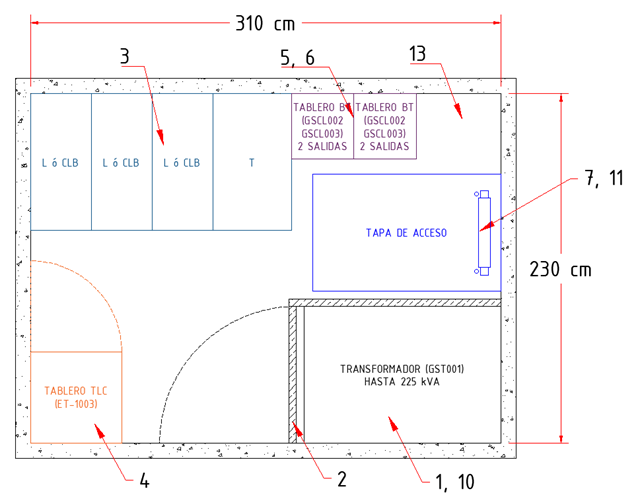 310 cm
3
5, 6
13
TABLERO BT
(GSCL002
GSCL003)
2 SALIDAS
TABLERO BT
(GSCL002
GSCL003)
2 SALIDAS
L ó CLB
L ó CLB
L ó CLB
T
7, 11
TAPA DE ACCESO
230 cm
TRANSFORMADOR (GST001)
HASTA 225 kVA
TABLERO TLC
(ET-1003)
4
2
1, 10